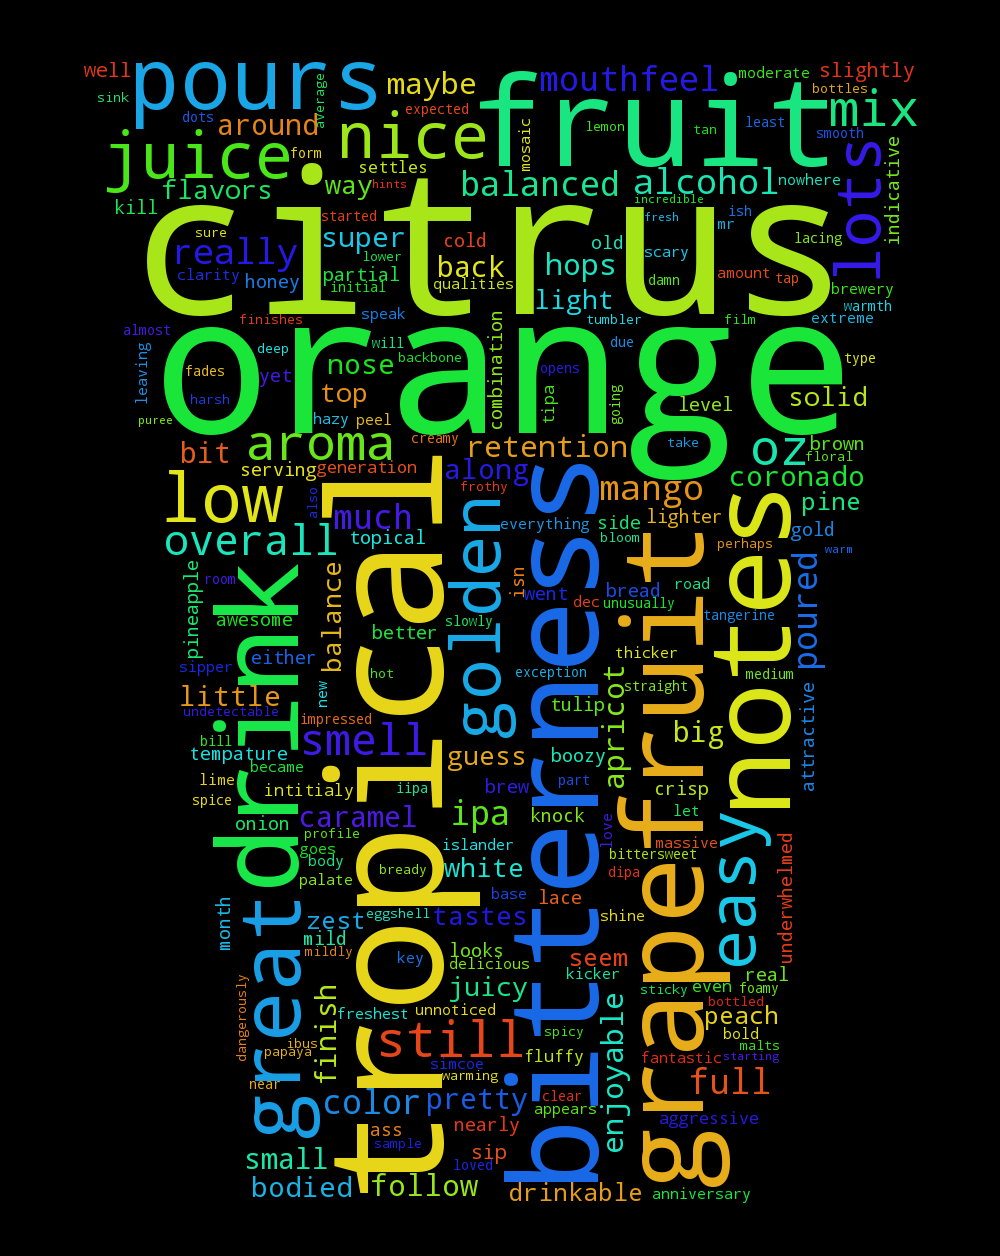 well
pours
maybe
mouthfeel
moderate
slightly
sink
dots
around
average
expected
nice
fruit
bottles
mix
juice
form
settles
mosaic
lemon
tan
least
smooth
lots
indicative
flavors
way
hints
balanced
alcohol
nowhere
kill
citrus
started
incredible
fresh
ish
mr
sure
really
super
lower
cold
back
hops
old
scary
lacing
clarity
honey
partial
initial
qualities
light
damn
amount
tap
brewery
warmth
almost
finishes
speak
combination
tumbler
due
film
extreme
leaving
orange
deep
will
nose
backbone
opens
type
fades
yet
harsh
top
tipa
going
level
solid
puree
hazy
peel
creamy
aroma
retention
take
oz
brown
floral
bit
serving
generation
along
frothy
mango
coronado
low
also
much
tropical
golden
bitterness
everything
side
bloom
lighter
notes
pine
gold
overall
topical
perhaps
warm
pineapple
room
drink
balance
isn
went
dec
bread
unusually
road
grapefruit
tangerine
poured
awesome
better
slowly
sipper
either
hot
exception
thicker
straight
medium
little
new
undetectable
impressed
tulip
apricot
attractive
bill
smell
guess
boozy
big
tempature
became
lime
intitialy
iipa
brew
part
crisp
spice
caramel
ipa
knock
love
let
onion
profile
goes
body
islander
massive
bittersweet
easy
underwhelmed
palate
bready
white
dipa
base
lace
month
great
zest
eggshell
tastes
shine
mild
mildly
key
looks
delicious
seem
kicker
real
dangerously
finish
juicy
sticky
even
foamy
freshest
unnoticed
enjoyable
bottled
peach
ibus
papaya
still
spicy
bold
malts
simcoe
fluffy
fantastic
starting
near
warming
full
color
pretty
clear
appears
aggressive
ass
sample
nearly
small
sip
loved
bodied
follow
drinkable
anniversary